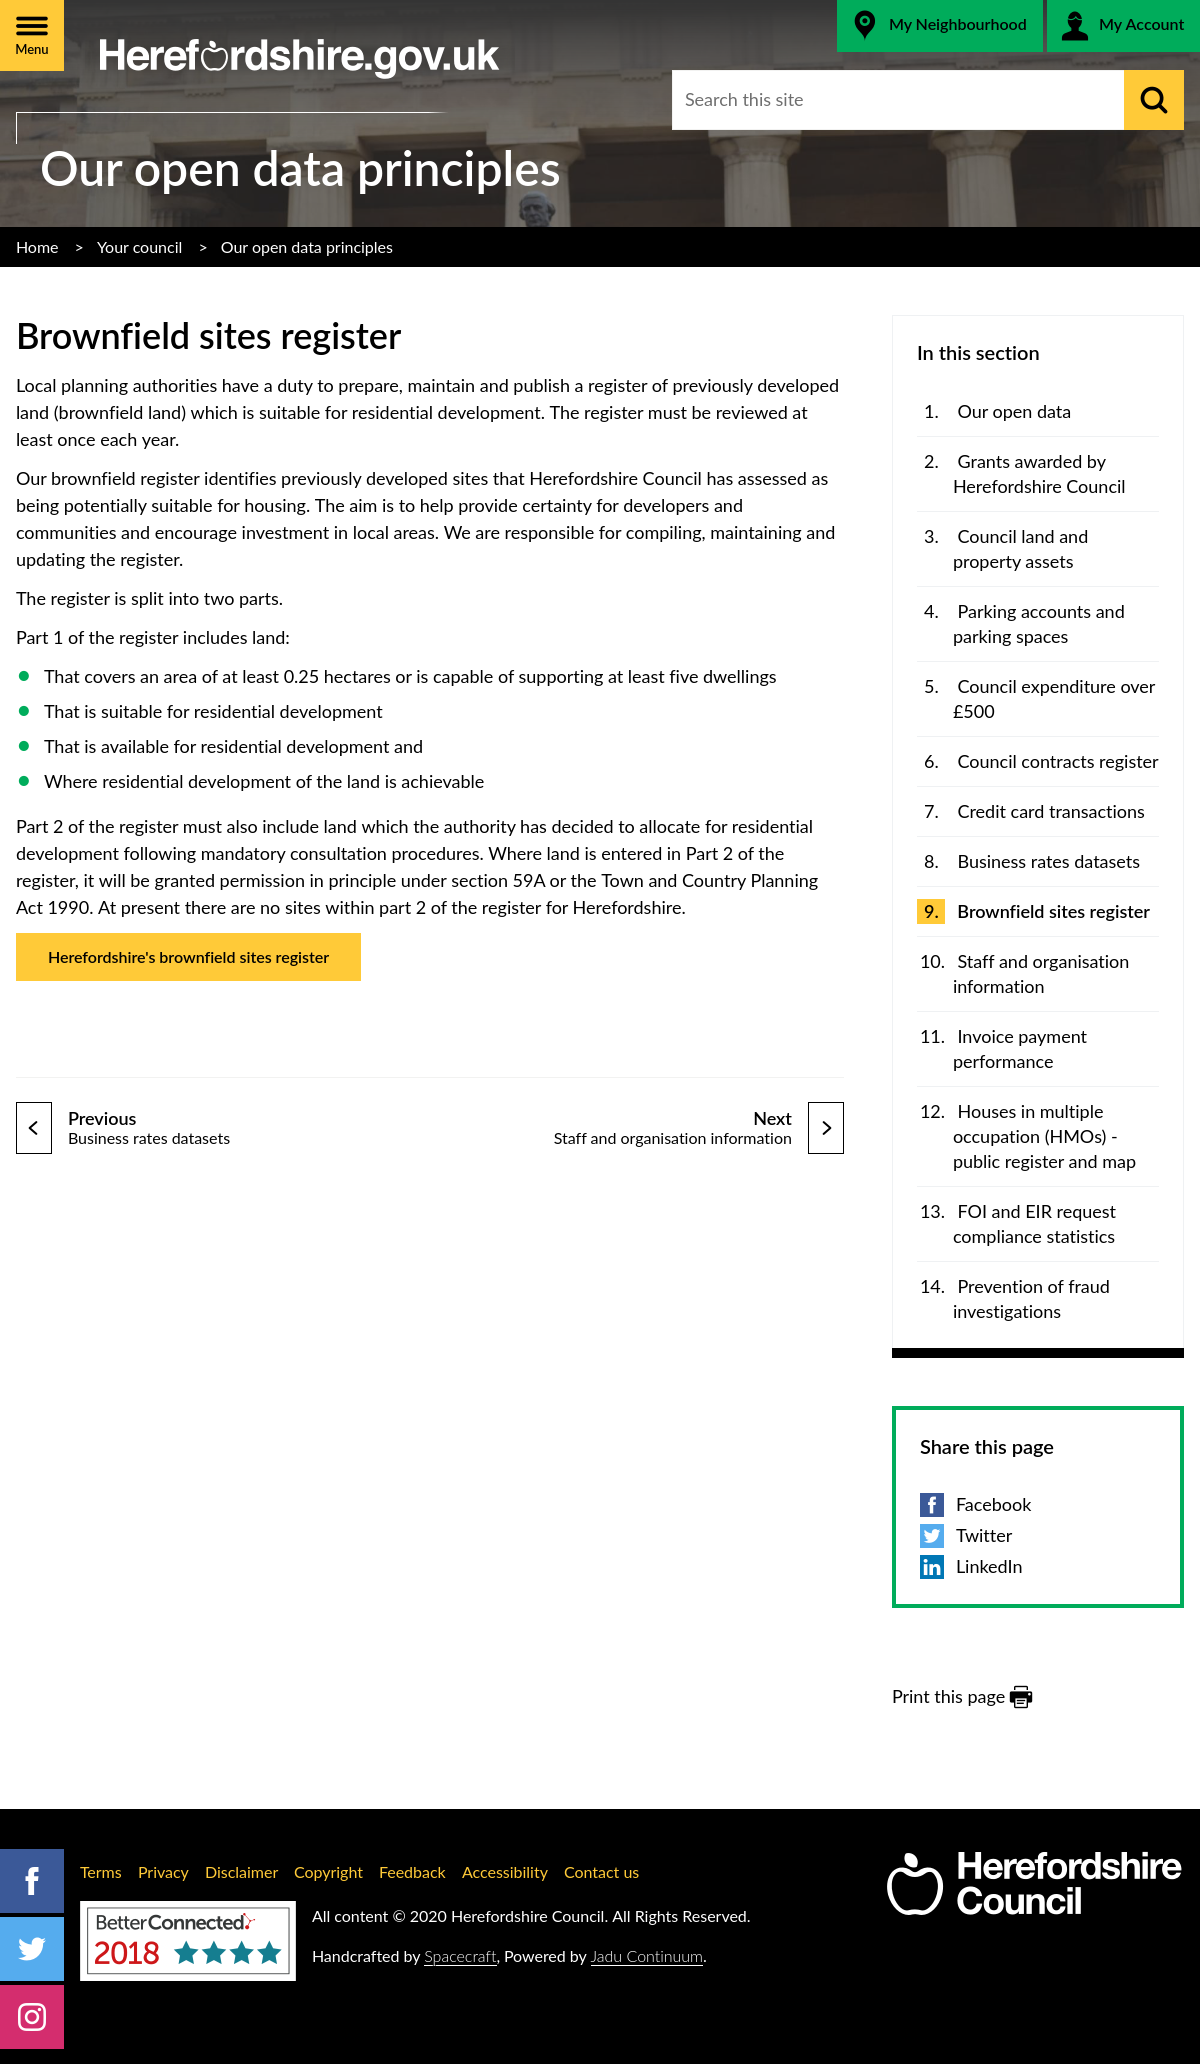 Menu
Herefordshire.gov.uk
My Neighbourhood
My Account
Search this site
Our open data principles
Home > Your council > Our open data principles
Brownfield sites register
Local planning authorities have a duty to prepare, maintain and publish a register of previously developed
land (brownfield land) which is suitable for residential development. The register must be reviewed at
least once each year.
Our brownfield register identifies previously developed sites that Herefordshire Council has assessed as
being potentially suitable for housing. The aim is to help provide certainty for developers and
communities and encourage investment in local areas. We are responsible for compiling, maintaining and
updating the register.
The register is split into two parts.
Part 1 of the register includes land:
That covers an area of at least 0.25 hectares or is capable of supporting at least five dwellings
That is suitable for residential development
That is available for residential development and
Where residential development of the land is achievable
Part 2 of the register must also include land which the authority has decided to allocate for residential
development following mandatory consultation procedures. Where land is entered in Part 2 of the
register, it will be granted permission in principle under section 59A or the Town and Country Planning
Act 1990. At present there are no sites within part 2 of the register for Herefordshire.
Herefordshire's brownfield sites register
Previous
Business rates datasets
Next
Staff and organisation information
In this section
1. Our open data
2. Grants awarded by
Herefordshire Council
3. Council land and
property assets
4. Parking accounts and
parking spaces
5. Council expenditure over
£500
6. Council contracts register
7. Credit card transactions
8. Business rates datasets
9. Brownfield sites register
10. Staff and organisation
information
11. Invoice payment
performance
12. Houses in multiple
occupation (HMOs) -
public register and map
13. FOI and EIR request
compliance statistics
14. Prevention of fraud
investigations
Share this page
Facebook
Twitter
LinkedIn
Print this page
Terms Privacy Disclaimer Copyright Feedback Accessibility Contact us
BetterConnected
2018
All content © 2020 Herefordshire Council. All Rights Reserved.
Handcrafted by Spacecraft, Powered by Jadu Continuum.
Herefordshire
Council